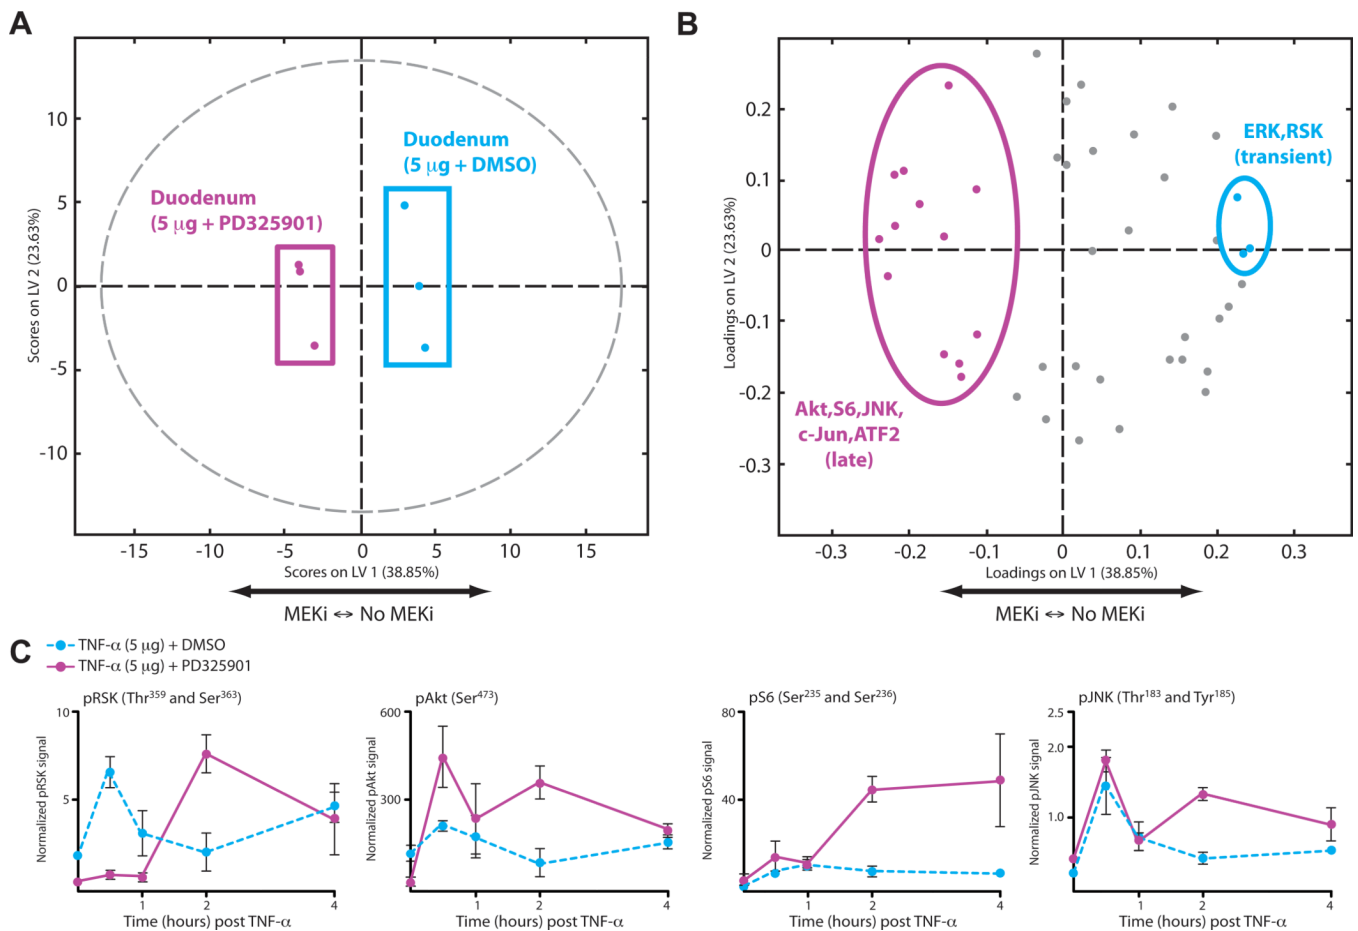 A
Duodenum
(5 μg + DMSO)
Duodenum
(5 μg + PD325901)
Scores on LV 2 (23.63%)
10
5
0
-5
-10
-15
-10
-5
0
5
10
15
Scores on LV 1 (38.85%)
MEKi ↔ No MEKi
B
ERK,RSK
(transient)
Akt,S6,JNK,
c-Jun,ATF2
(late)
Loadings on LV 2 (23.63%)
0.2
0.1
0
-0.1
-0.2
-0.3
-0.3
-0.2
-0.1
0
0.1
0.2
0.3
Loadings on LV 1 (38.85%)
MEKi ↔ No MEKi
C
TNF-α (5 μg) + DMSO
TNF-α (5 μg) + PD325901
pRSK (Thr³⁵⁹ and Ser³⁶³)
Normalized pRSK signal
10
5
1
2
4
Time (hours) post TNF-α
pAkt (Ser⁴⁷³)
Normalized pAkt signal
600
300
1
2
4
Time (hours) post TNF-α
pS6 (Ser²³⁵ and Ser²³⁶)
Normalized pS6 signal
80
40
1
2
4
Time (hours) post TNF-α
pJNK (Thr¹⁸³ and Tyr¹⁸⁵)
Normalized pJNK signal
2.5
2.0
1.0
1
2
4
Time (hours) post TNF-α